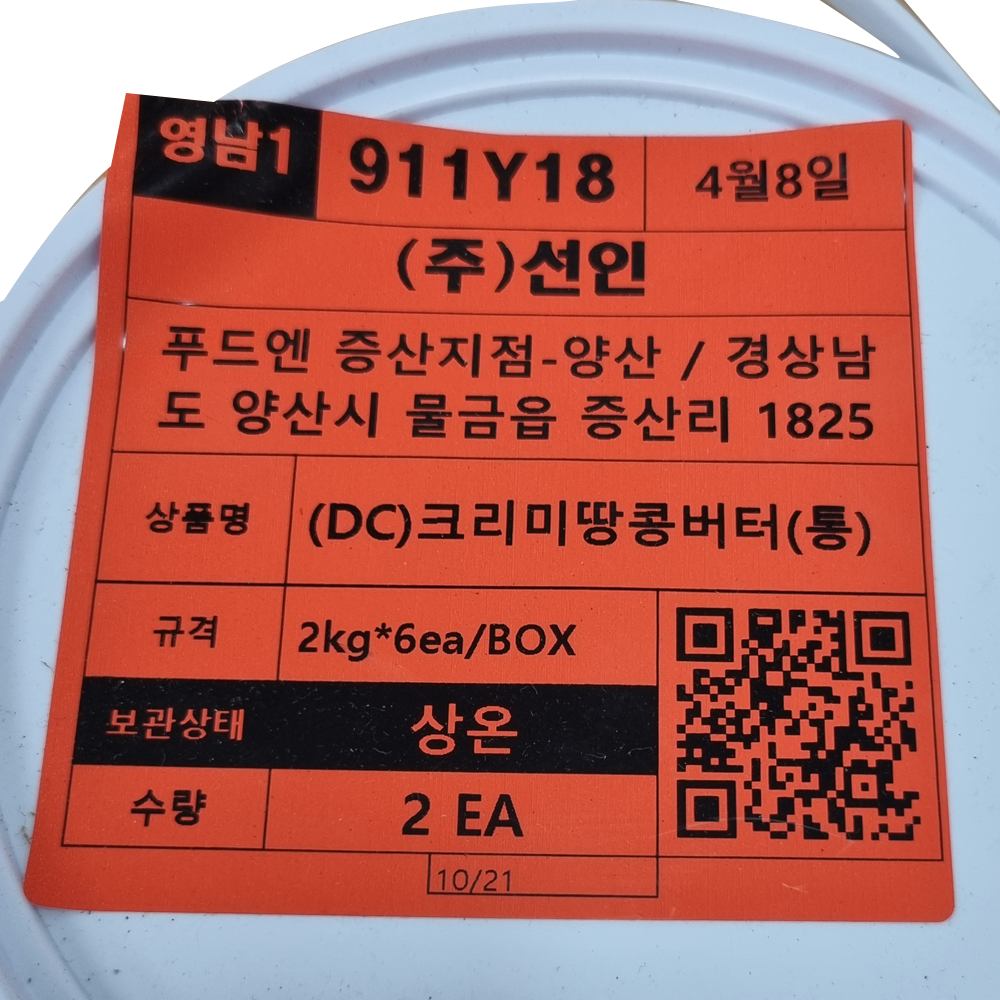 영남1 911Y18 4월8일
(주)선인
푸드엔 증산지점-양산 / 경상남
도 양산시 물금읍 증산리 1825
상품명 (DC)크리미땅콩버터(통)
규격 2kg*6ea/BOX
보관상태 상온
수량 2 EA
10/21